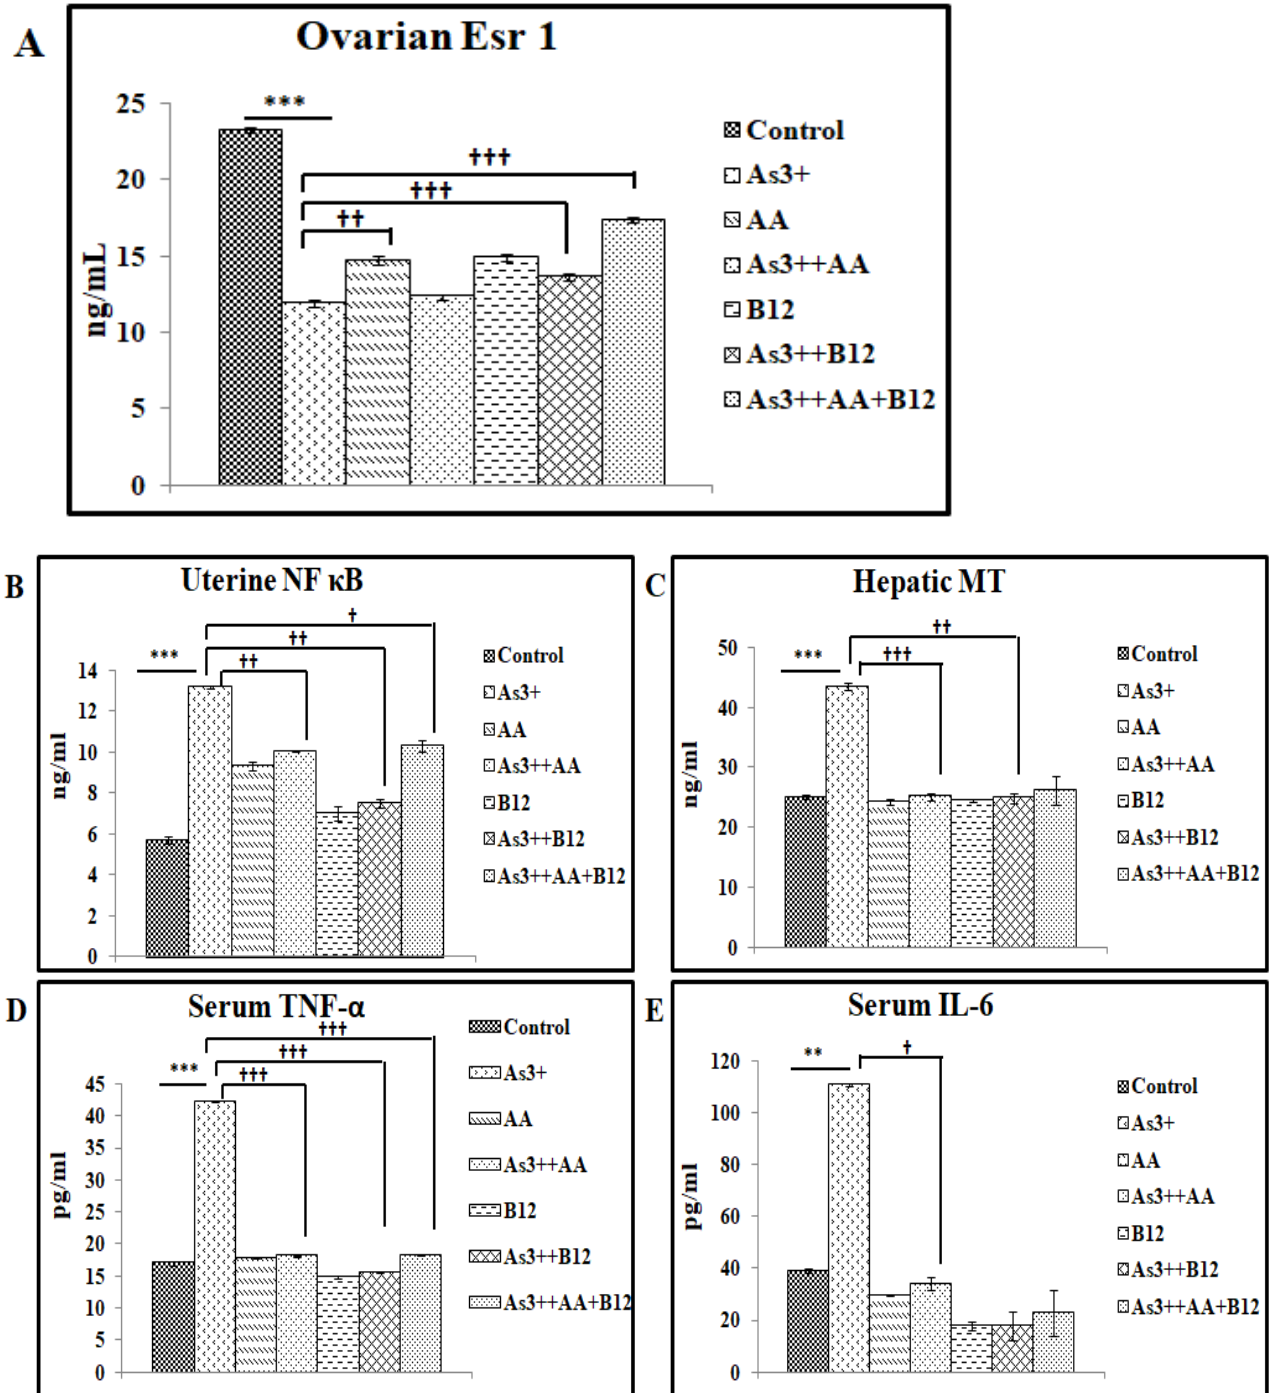 A
Ovarian Esr 1
***
25
20
15
10
5
0
ng/mL
†††
†††
††
Control
As3+
AA
As3++AA
B12
As3++B12
As3++AA+B12
B
Uterine NF κB
†
††
††
***
14
12
10
8
6
4
2
0
ng/ml
Control
As3+
AA
As3++AA
B12
As3++B12
As3++AA+B12
C
Hepatic MT
††
†††
***
50
40
30
20
10
0
ng/ml
Control
As3+
AA
As3++AA
B12
As3++B12
As3++AA+B12
D
Serum TNF-α
†††
†††
†††
***
45
40
35
30
25
20
15
10
5
0
pg/ml
Control
As3+
AA
As3++AA
B12
As3++B12
As3++AA+B12
E
Serum IL-6
**
†
120
100
80
60
40
20
0
pg/ml
Control
As3+
AA
As3++AA
B12
As3++B12
As3++AA+B12